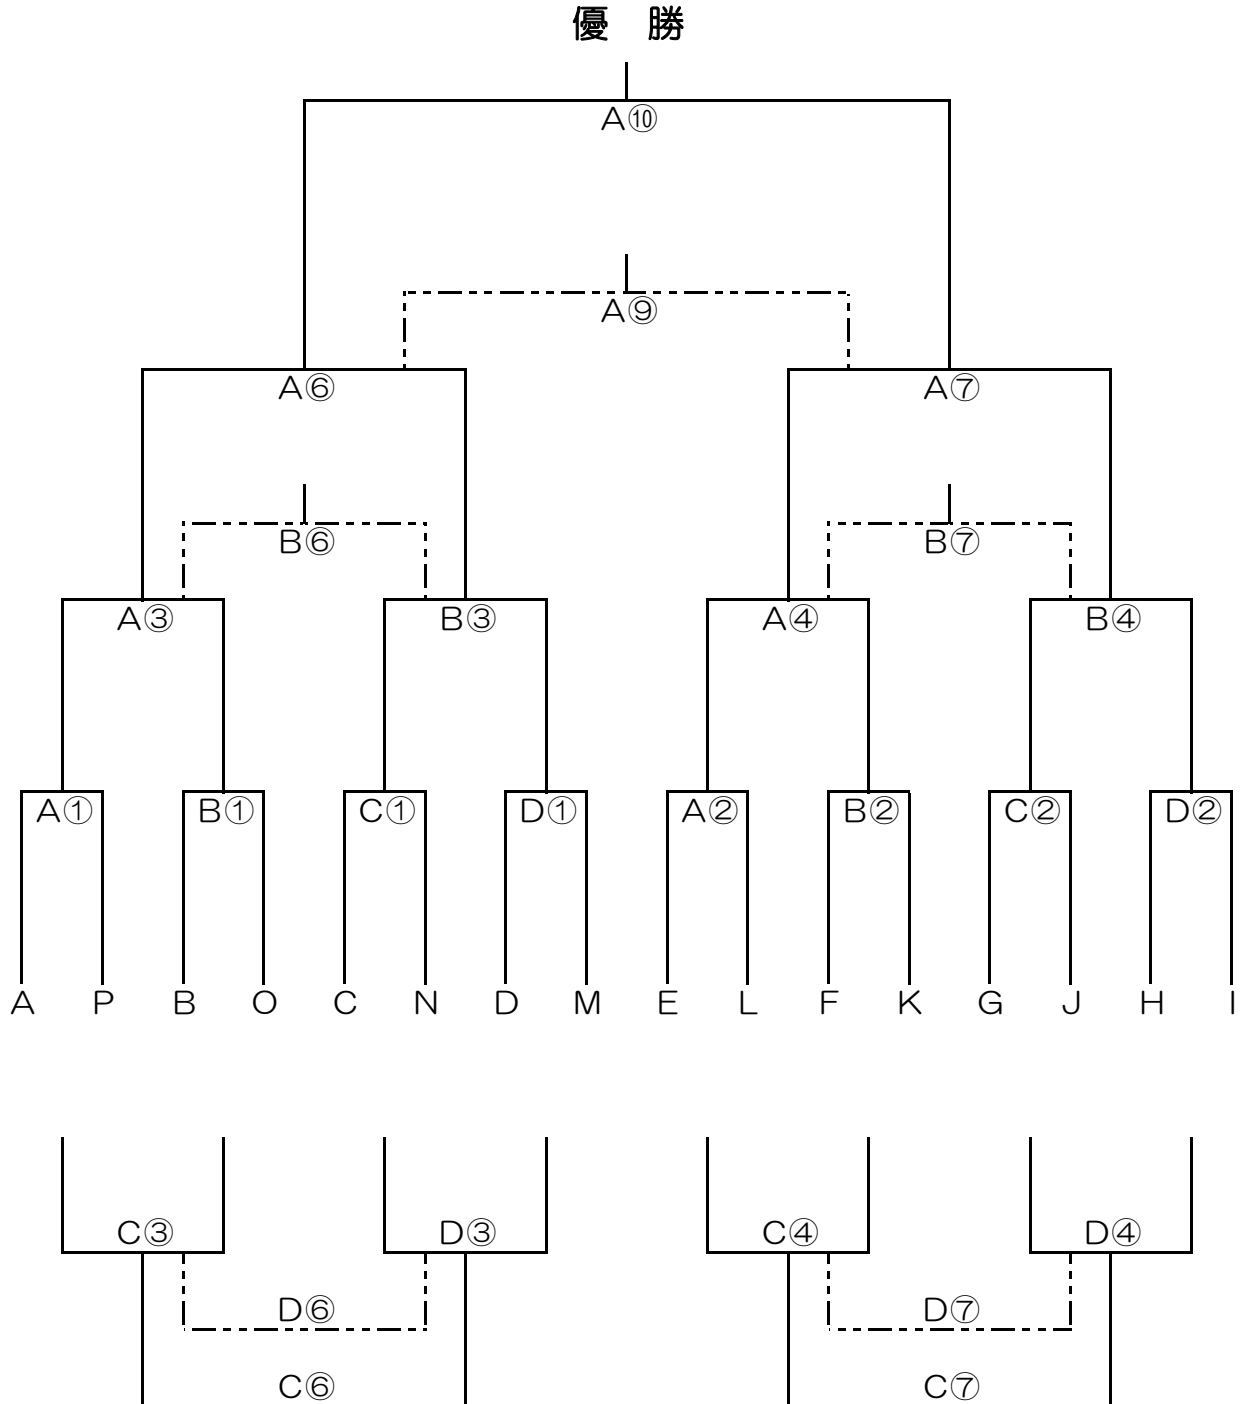 優 勝
A⑩
A⑨
A⑥ A⑦
B⑥ B⑦
A③ B③ A④ B④
A① B① C① D① A② B② C② D②
A P B O C N D M E L F K G J H I
C③ D③ C④ D④
D⑥ D⑦
C⑥ C⑦